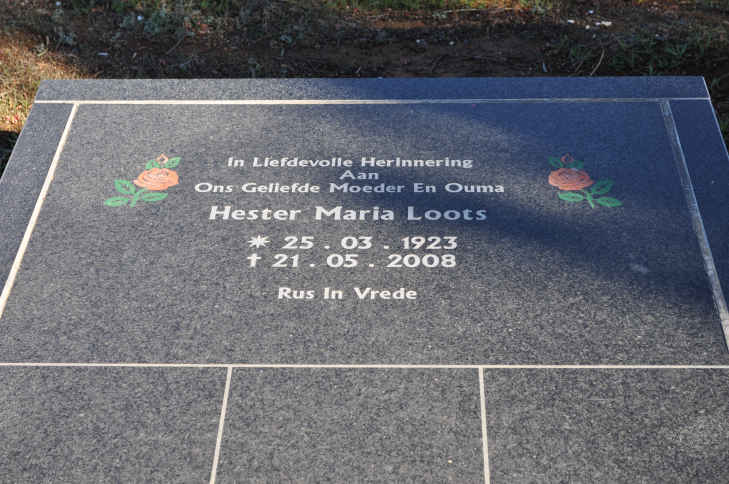 In Liefdevolle Herinnering
Aan
Ons Geliefde Moeder En Ouma
Hester Maria Loots
✷ 25 . 03 . 1923
✝ 21 . 05 . 2008
Rus In Vrede